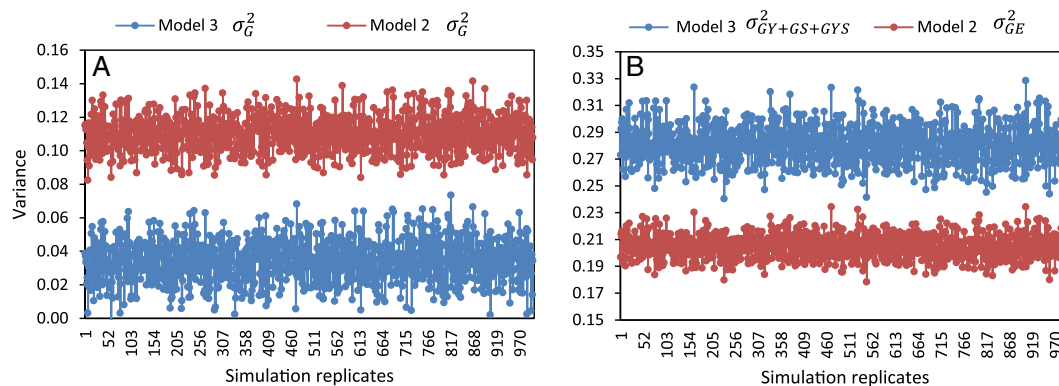 Model 3 σ²_G Model 2 σ²_G
A
Variance
0.16
0.14
0.12
0.10
0.08
0.06
0.04
0.02
0.00
1 52 103 154 205 256 307 358 409 460 511 562 613 664 715 766 817 868 919 970
Simulation replicates
Model 3 σ²_GY+GS+GYS Model 2 σ²_GE
B
0.35
0.33
0.31
0.29
0.27
0.25
0.23
0.21
0.19
0.17
0.15
1 52 103 154 205 256 307 358 409 460 511 562 613 664 715 766 817 868 919 970
Simulation replicates